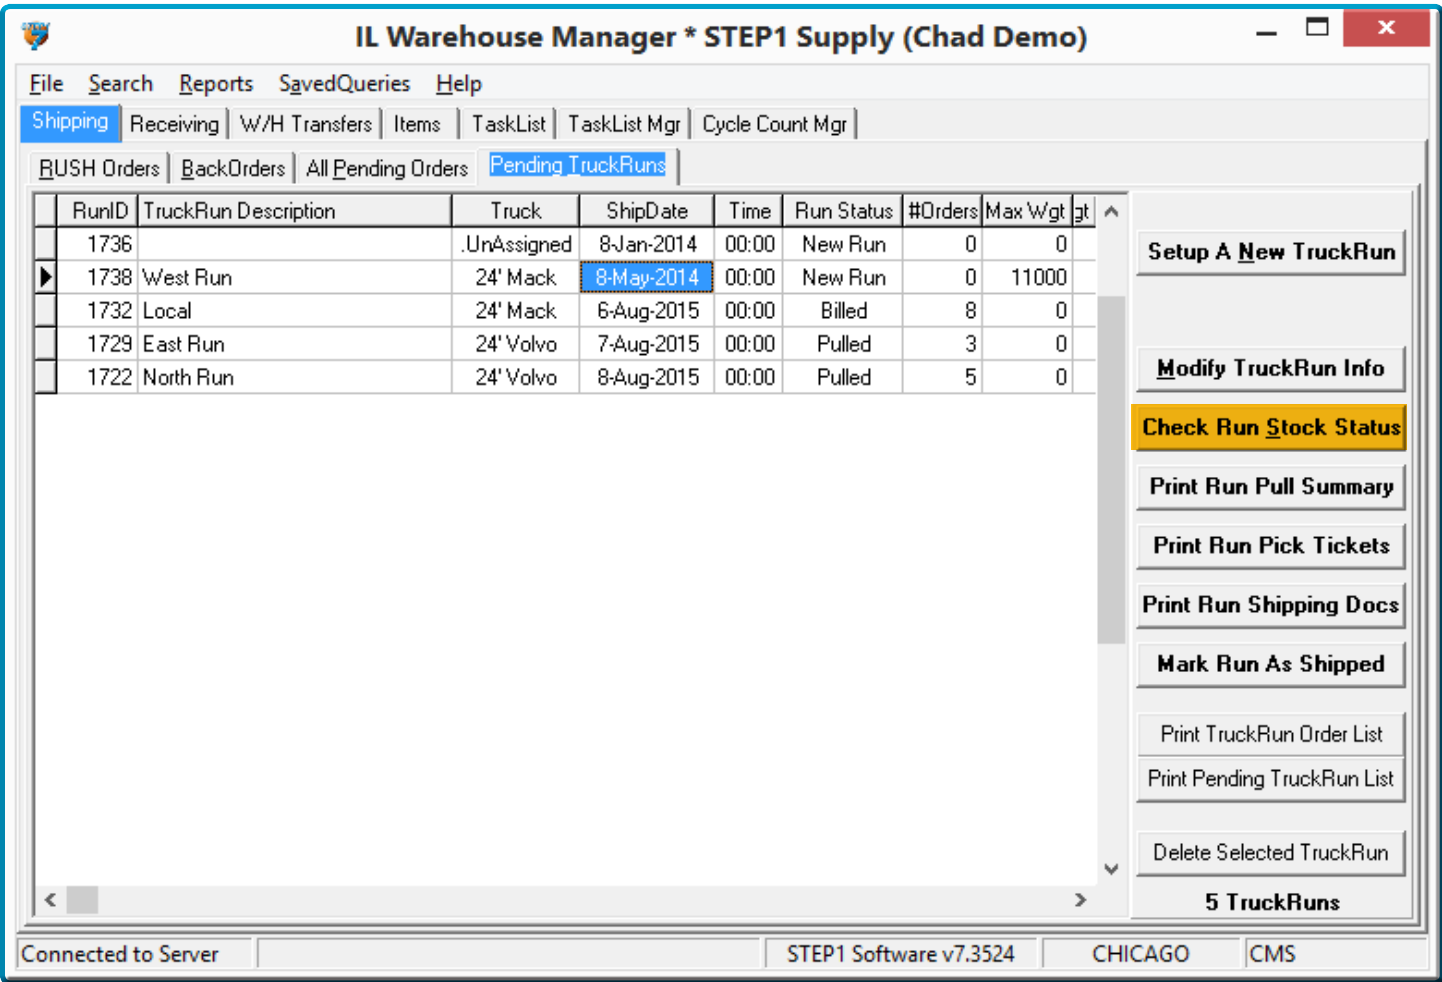 IL Warehouse Manager * STEP1 Supply (Chad Demo)
File Search Reports SavedQueries Help
Shipping Receiving W/H Transfers Items TaskList TaskList Mgr Cycle Count Mgr
RUSH Orders BackOrders All Pending Orders Pending TruckRuns
RunID TruckRun Description Truck ShipDate Time Run Status #Orders Max Wgt gt
1736 .UnAssigned 8-Jan-2014 00:00 New Run 0 0
1738 West Run 24' Mack 8-May-2014 00:00 New Run 0 11000
1732 Local 24' Mack 6-Aug-2015 00:00 Billed 8 0
1729 East Run 24' Volvo 7-Aug-2015 00:00 Pulled 3 0
1722 North Run 24' Volvo 8-Aug-2015 00:00 Pulled 5 0
Setup A New TruckRun
Modify TruckRun Info
Check Run Stock Status
Print Run Pull Summary
Print Run Pick Tickets
Print Run Shipping Docs
Mark Run As Shipped
Print TruckRun Order List
Print Pending TruckRun List
Delete Selected TruckRun
5 TruckRuns
Connected to Server STEP1 Software v7.3524 CHICAGO CMS